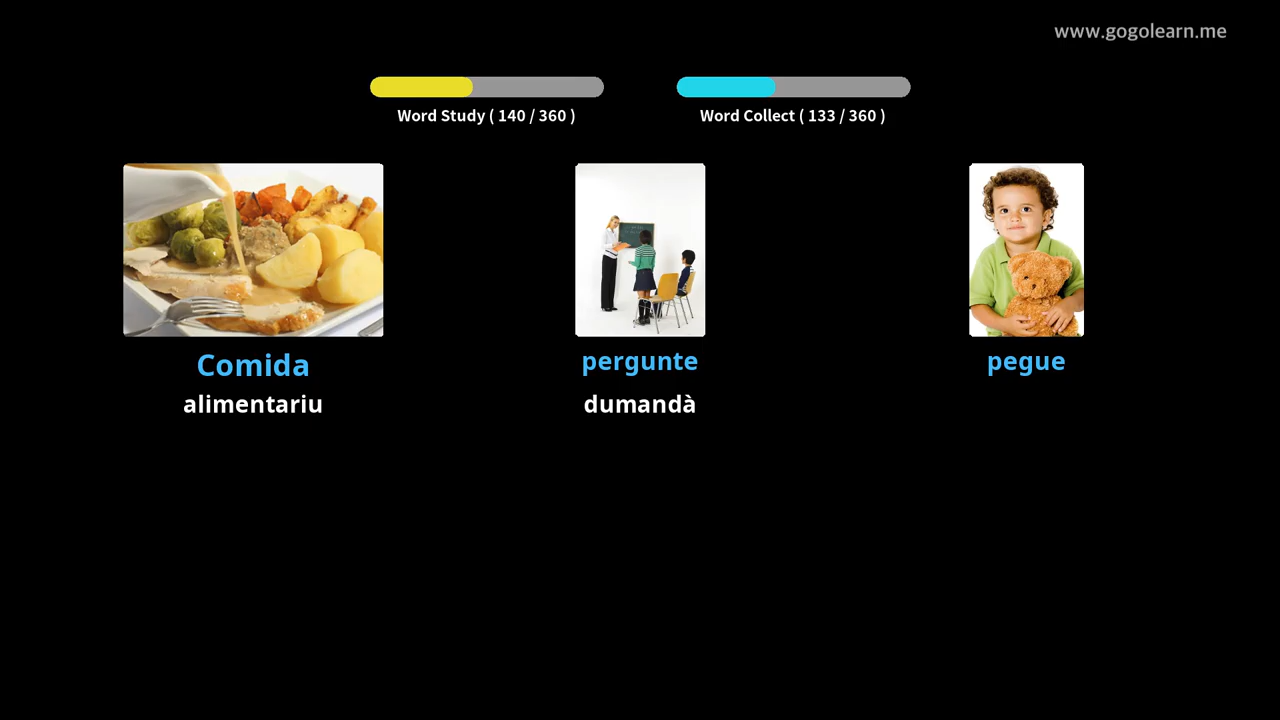 www.gogolearn.me
Word Study ( 140 / 360 )
Word Collect ( 133 / 360 )
Comida
pergunte
pegue
alimentariu
dumandà